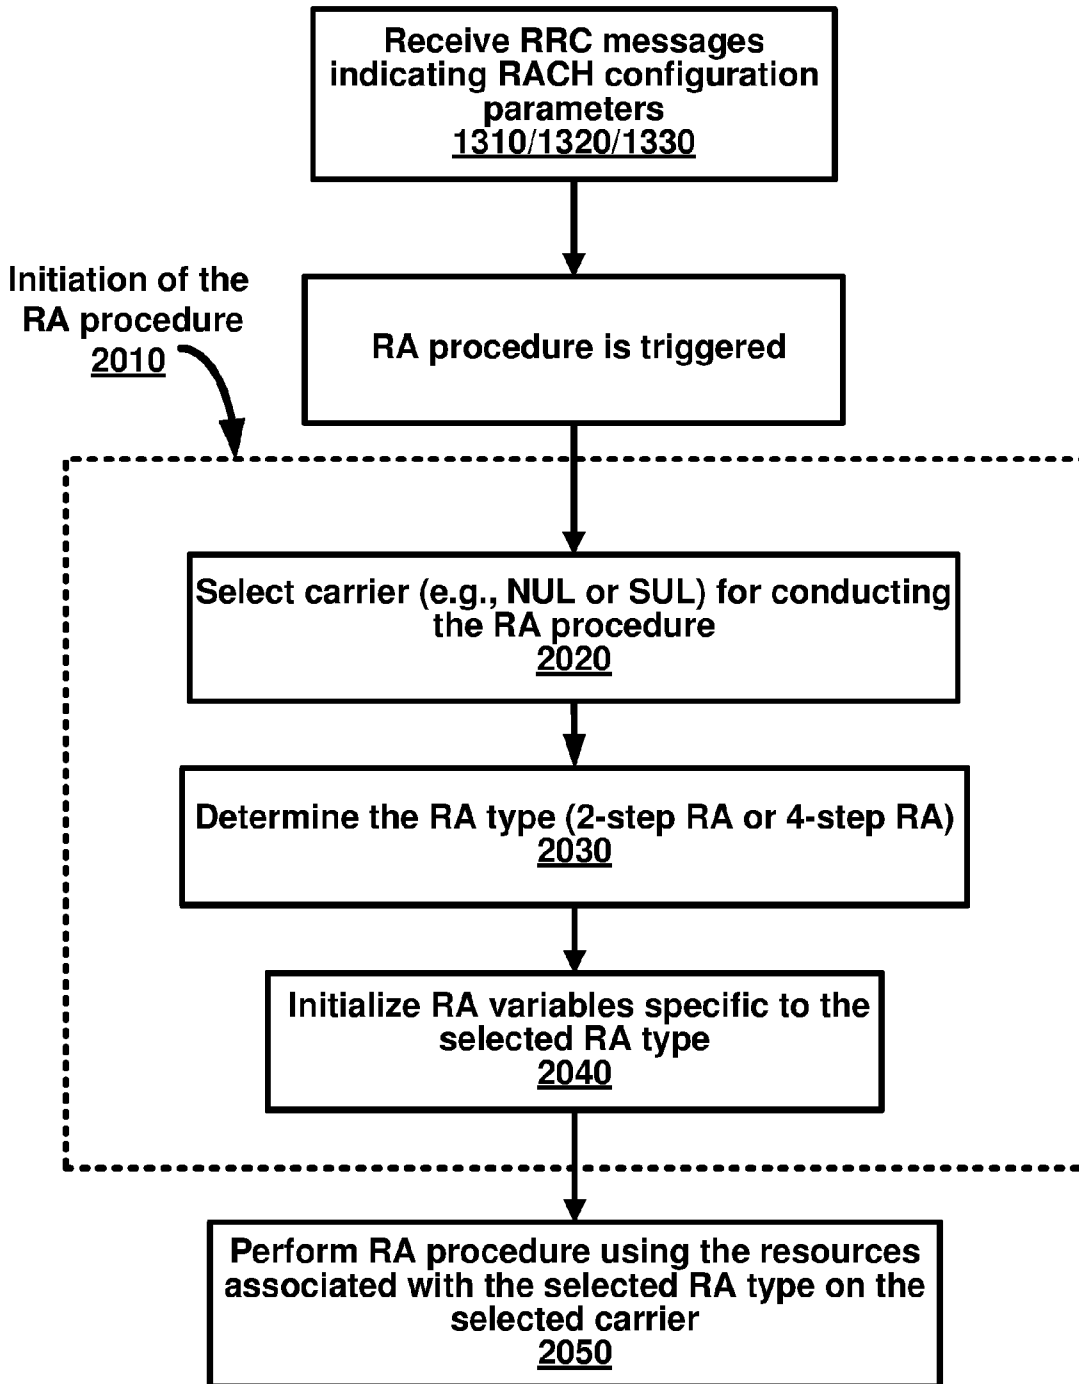 Receive RRC messages
indicating RACH configuration
parameters
1310/1320/1330
Initiation of the
RA procedure
2010
RA procedure is triggered
Select carrier (e.g., NUL or SUL) for conducting
the RA procedure
2020
Determine the RA type (2-step RA or 4-step RA)
2030
Initialize RA variables specific to the
selected RA type
2040
Perform RA procedure using the resources
associated with the selected RA type on the
selected carrier
2050